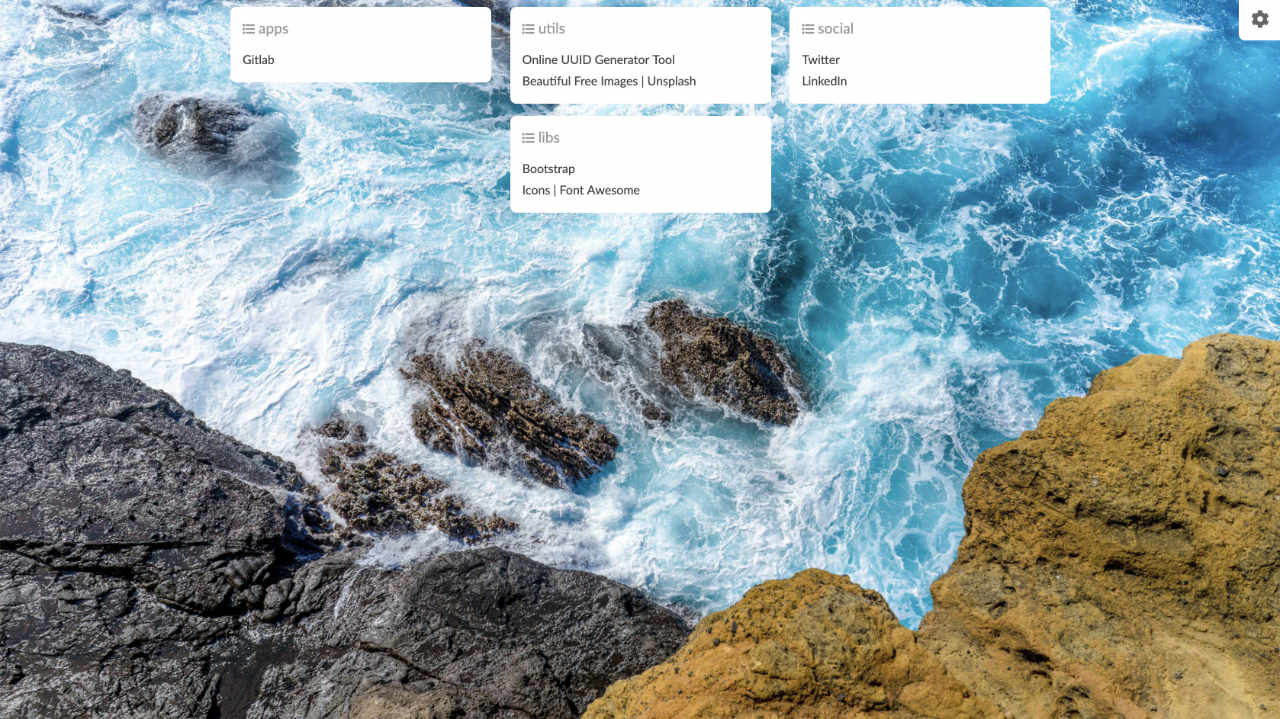 apps
Gitlab
utils
Online UUID Generator Tool
Beautiful Free Images | Unsplash
social
Twitter
LinkedIn
libs
Bootstrap
Icons | Font Awesome